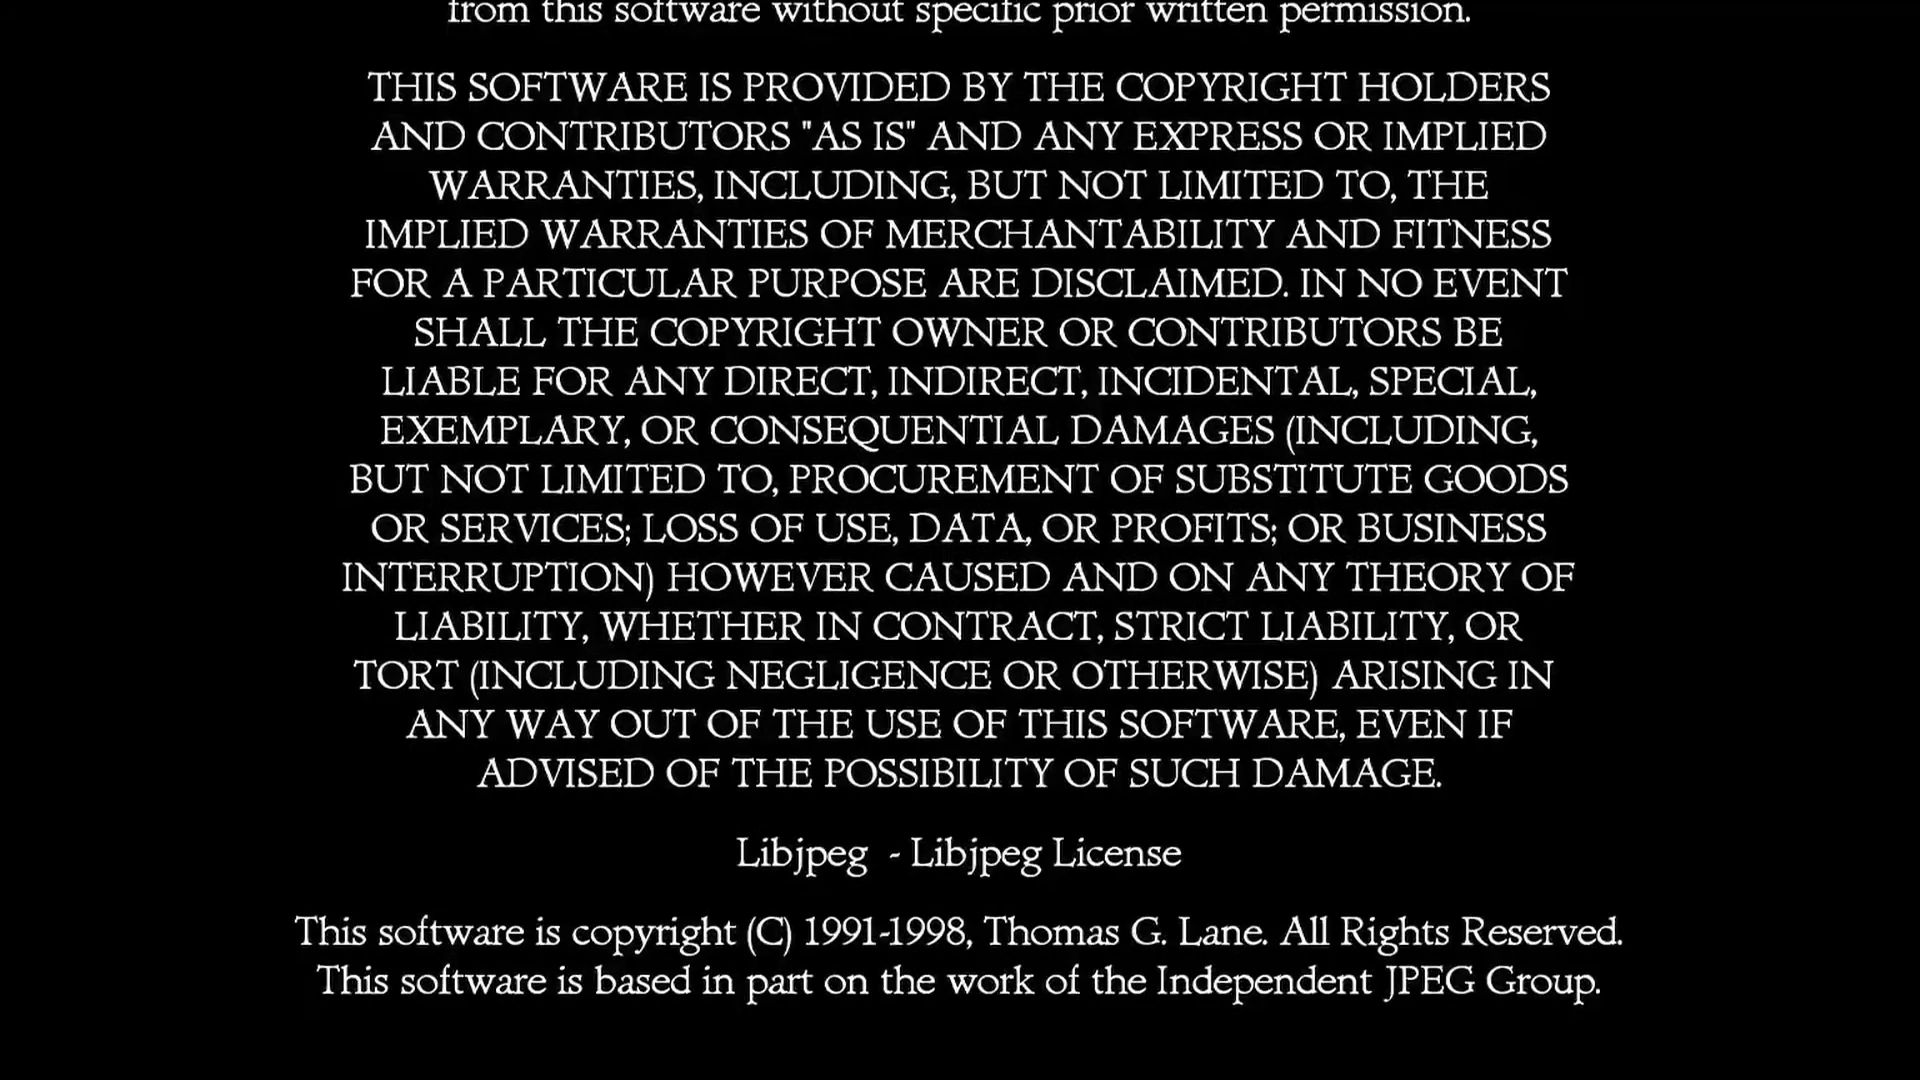 from this software without specific prior written permission.
THIS SOFTWARE IS PROVIDED BY THE COPYRIGHT HOLDERS
AND CONTRIBUTORS "AS IS" AND ANY EXPRESS OR IMPLIED
WARRANTIES, INCLUDING, BUT NOT LIMITED TO, THE
IMPLIED WARRANTIES OF MERCHANTABILITY AND FITNESS
FOR A PARTICULAR PURPOSE ARE DISCLAIMED. IN NO EVENT
SHALL THE COPYRIGHT OWNER OR CONTRIBUTORS BE
LIABLE FOR ANY DIRECT, INDIRECT, INCIDENTAL, SPECIAL,
EXEMPLARY, OR CONSEQUENTIAL DAMAGES (INCLUDING,
BUT NOT LIMITED TO, PROCUREMENT OF SUBSTITUTE GOODS
OR SERVICES; LOSS OF USE, DATA, OR PROFITS; OR BUSINESS
INTERRUPTION) HOWEVER CAUSED AND ON ANY THEORY OF
LIABILITY, WHETHER IN CONTRACT, STRICT LIABILITY, OR
TORT (INCLUDING NEGLIGENCE OR OTHERWISE) ARISING IN
ANY WAY OUT OF THE USE OF THIS SOFTWARE, EVEN IF
ADVISED OF THE POSSIBILITY OF SUCH DAMAGE.
Libjpeg - Libjpeg License
This software is copyright (C) 1991-1998, Thomas G. Lane. All Rights Reserved.
This software is based in part on the work of the Independent JPEG Group.